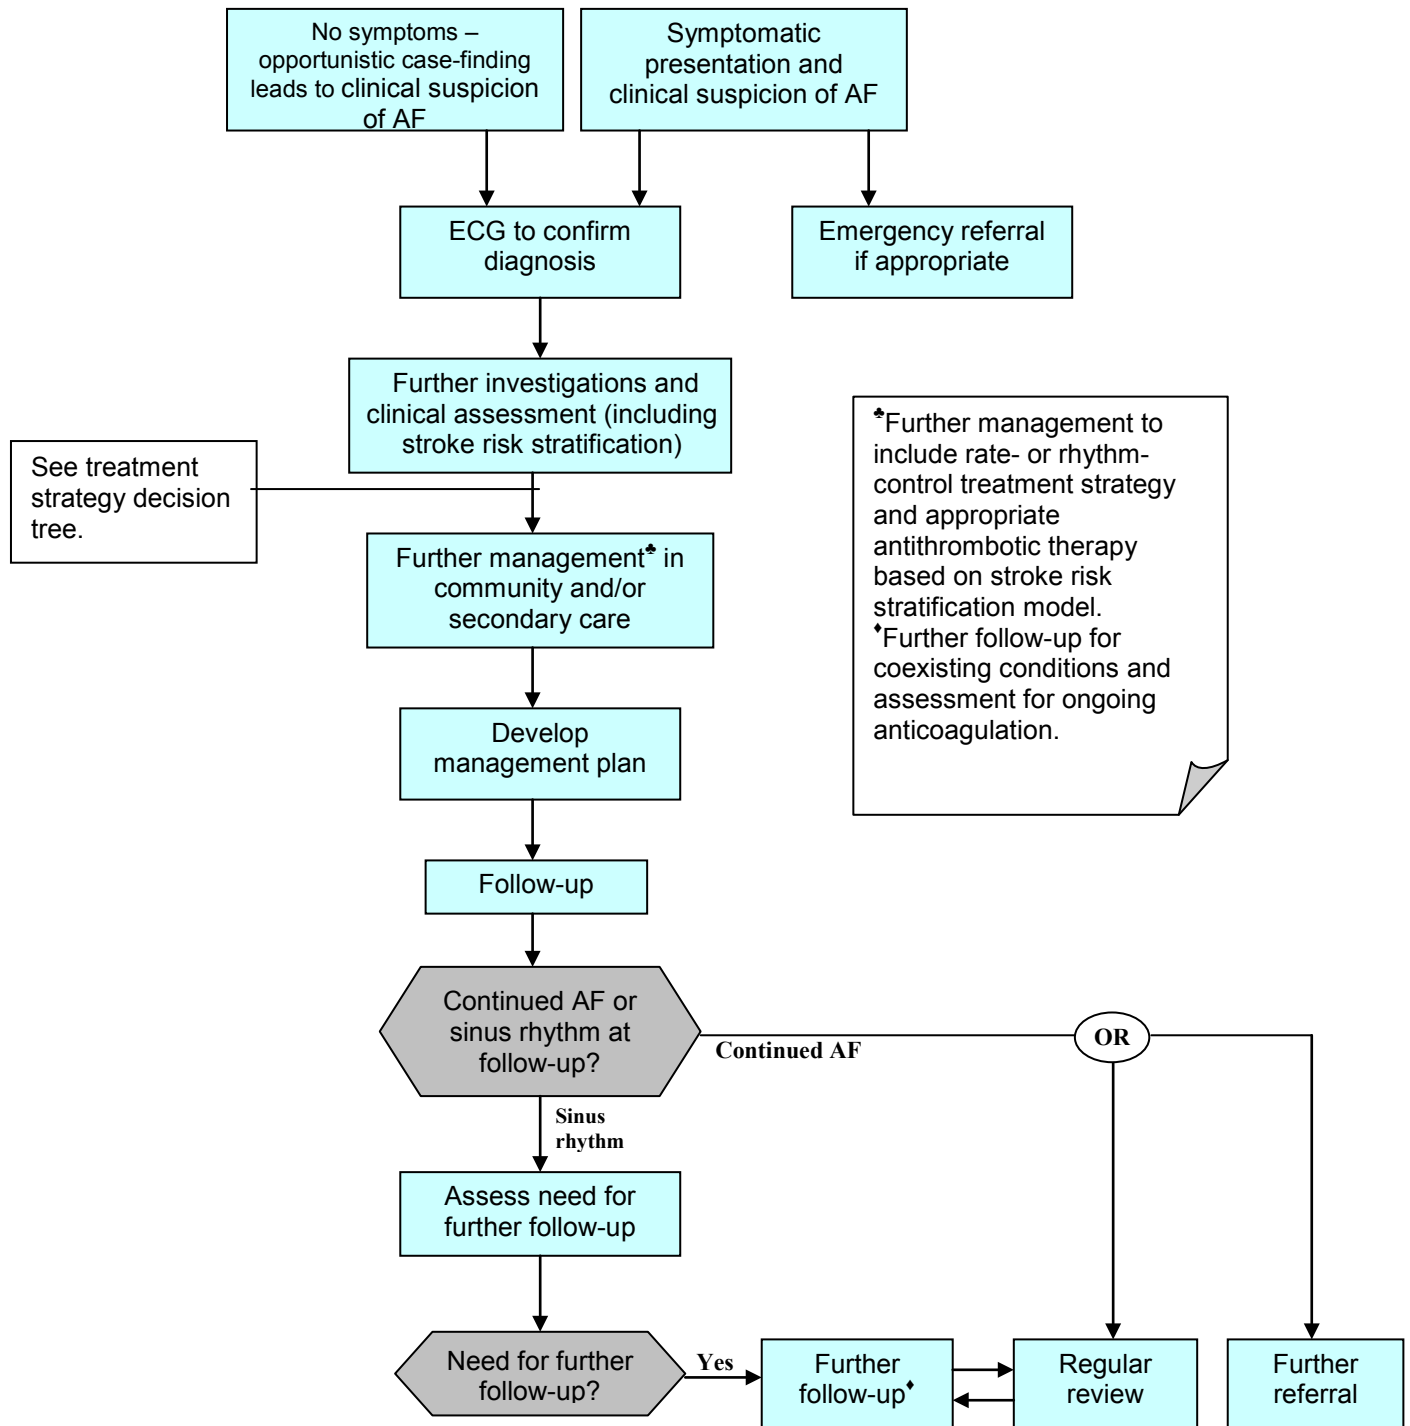 No symptoms –
opportunistic case-finding
leads to clinical suspicion
of AF
Symptomatic
presentation and
clinical suspicion of AF
ECG to confirm
diagnosis
Emergency referral
if appropriate
Further investigations and
clinical assessment (including
stroke risk stratification)
See treatment
strategy decision
tree.
♣Further management to
include rate- or rhythm-
control treatment strategy
and appropriate
antithrombotic therapy
based on stroke risk
stratification model.
♦Further follow-up for
coexisting conditions and
assessment for ongoing
anticoagulation.
Further management♣ in
community and/or
secondary care
Develop
management plan
Follow-up
Continued AF or
sinus rhythm at
follow-up?
Continued AF
OR
Sinus
rhythm
Assess need for
further follow-up
Need for further
follow-up?
Yes
Further
follow-up♦
Regular
review
Further
referral